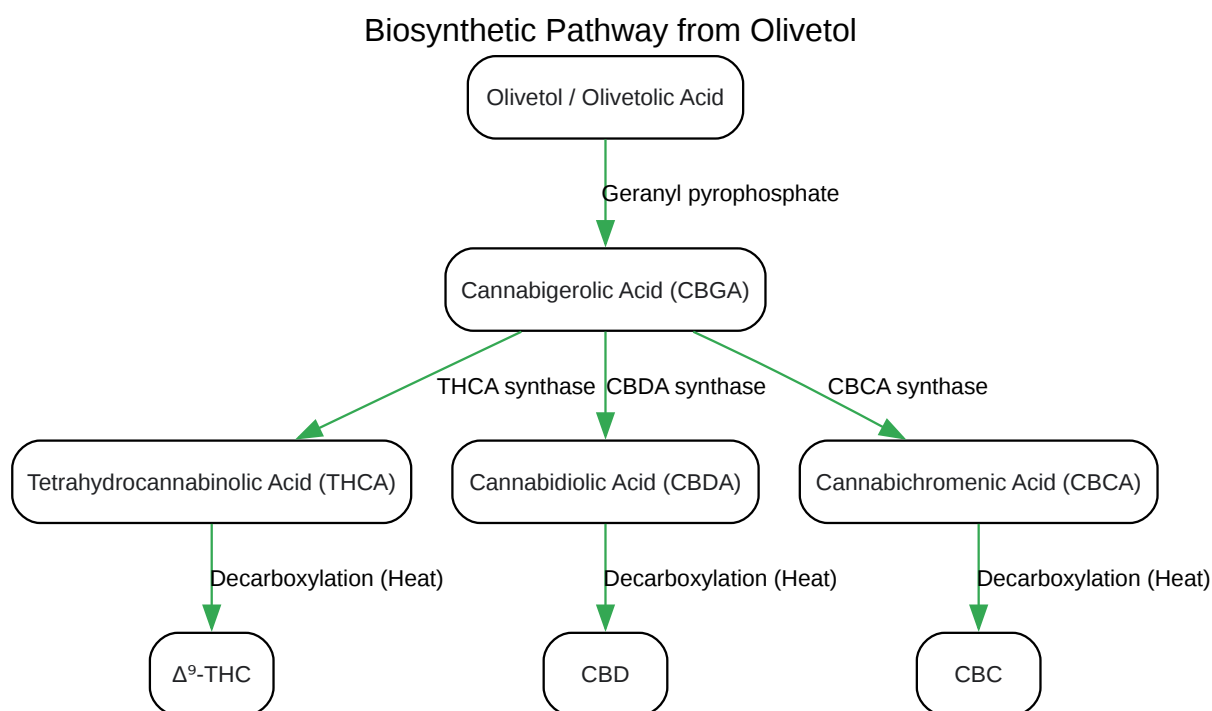 Biosynthetic Pathway from Olivetol
Olivetol / Olivetolic Acid
Geranyl pyrophosphate
Cannabigerolic Acid (CBGA)
THCA synthase
CBDA synthase
CBCA synthase
Tetrahydrocannabinolic Acid (THCA)
Cannabidiolic Acid (CBDA)
Cannabichromenic Acid (CBCA)
Decarboxylation (Heat)
Decarboxylation (Heat)
Decarboxylation (Heat)
Δ⁹-THC
CBD
CBC